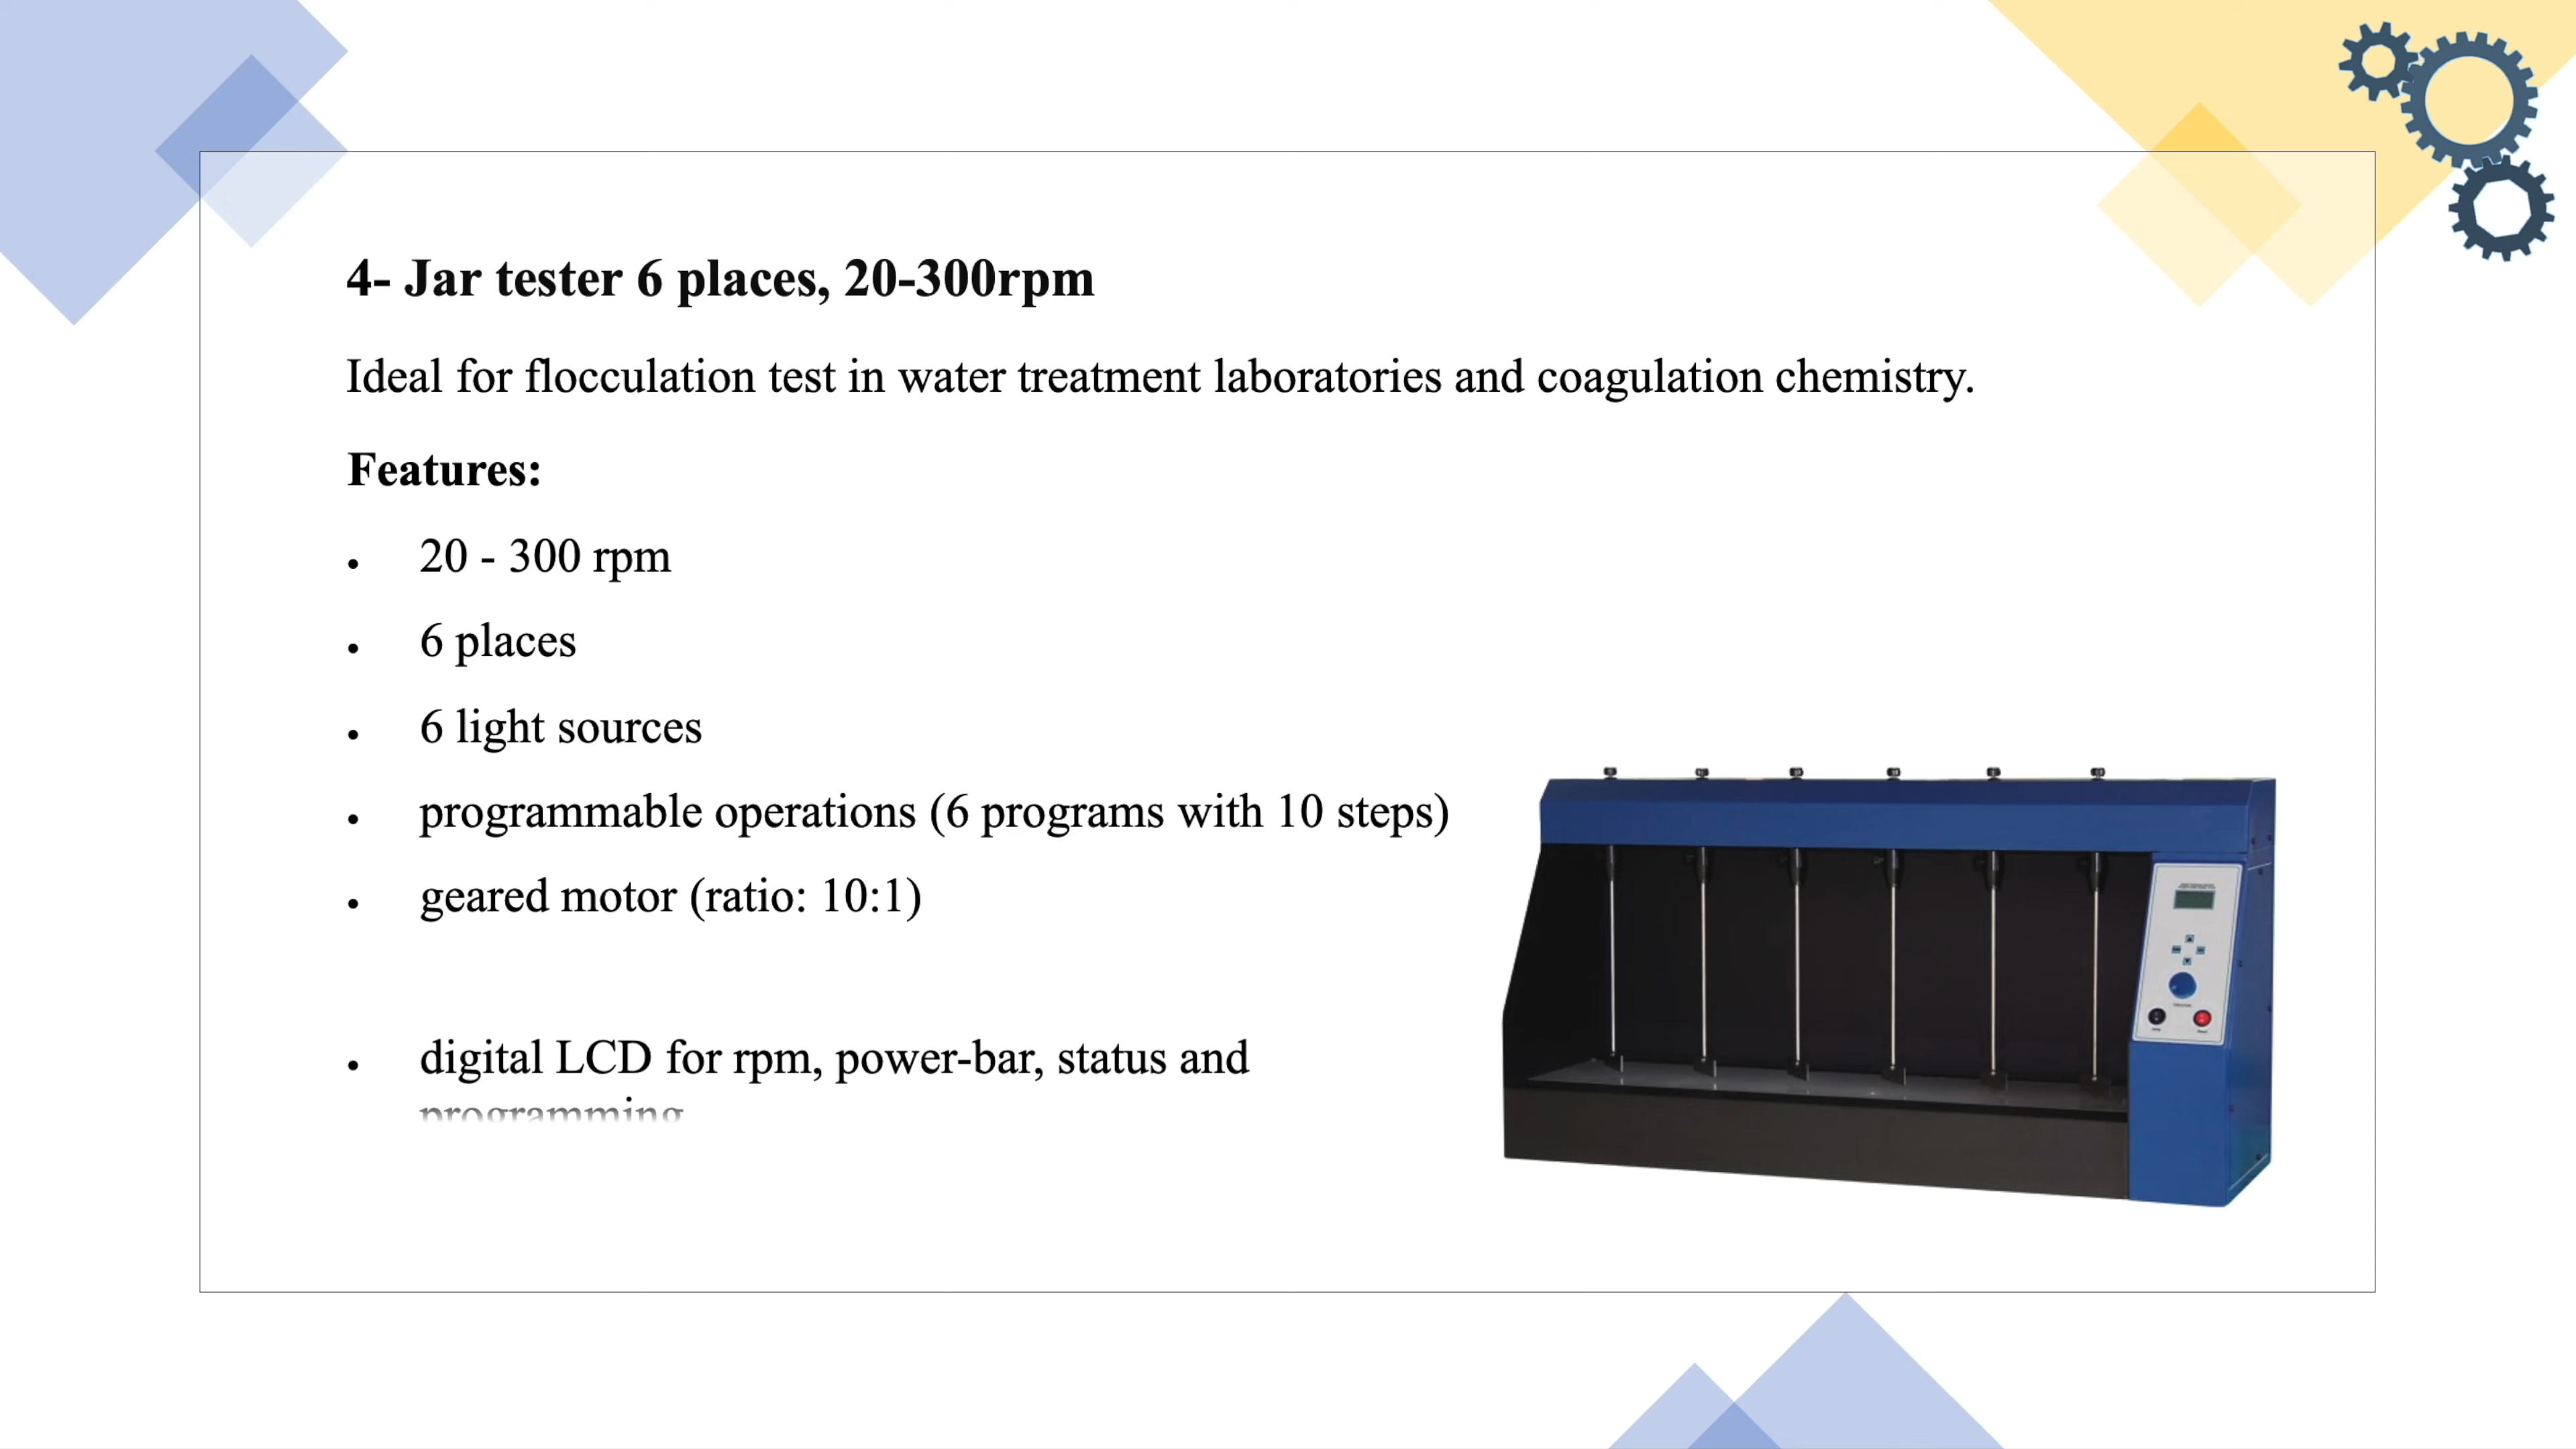 4- Jar tester 6 places, 20-300rpm
Ideal for flocculation test in water treatment laboratories and coagulation chemistry.
Features:
• 20 - 300 rpm
• 6 places
• 6 light sources
• programmable operations (6 programs with 10 steps)
• geared motor (ratio: 10:1)
• digital LCD for rpm, power-bar, status and
programming